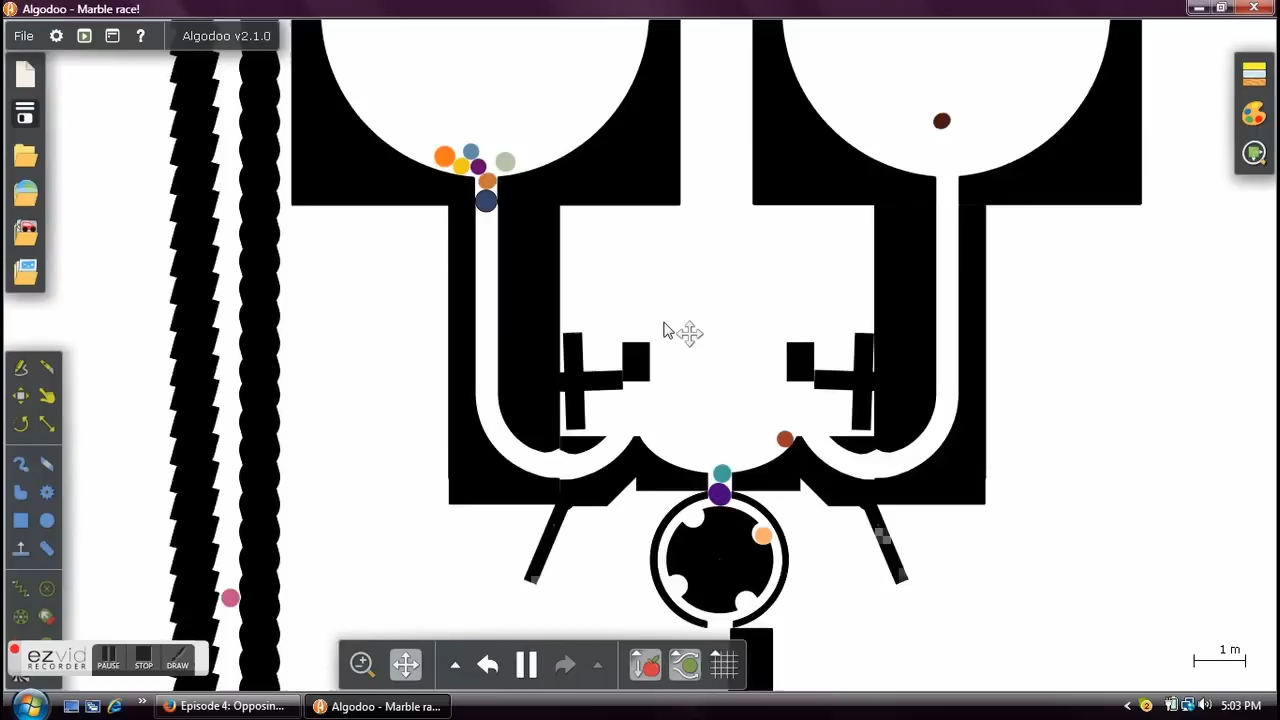 Algodoo - Marble race!
File ? Algodoo v2.1.0
1 m
ezvid
RECORDER
PAUSE STOP DRAW
Episode 4: Opposin...
Algodoo - Marble ra...
2
5:03 PM